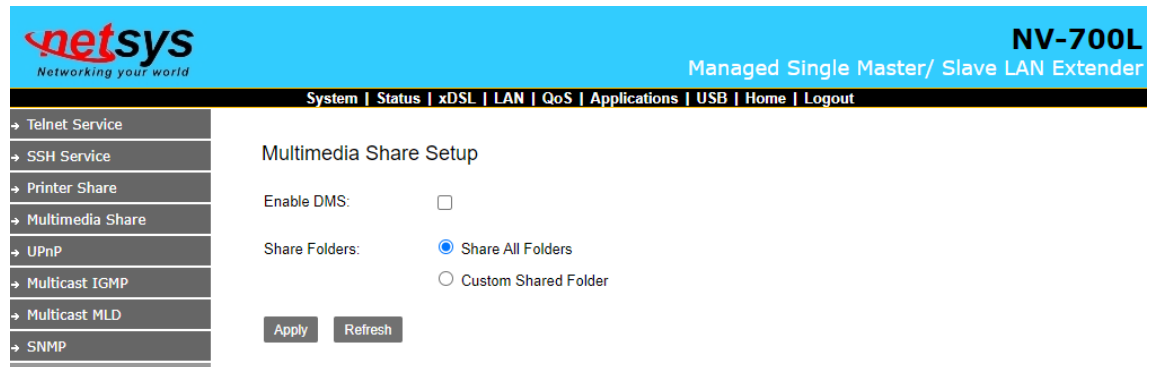 netsys
Networking your world
NV-700L
Managed Single Master/ Slave LAN Extender
System | Status | xDSL | LAN | QoS | Applications | USB | Home | Logout
Telnet Service
SSH Service
Printer Share
Multimedia Share
UPnP
Multicast IGMP
Multicast MLD
SNMP
Multimedia Share Setup
Enable DMS:
Share Folders: Share All Folders
Custom Shared Folder
Apply Refresh